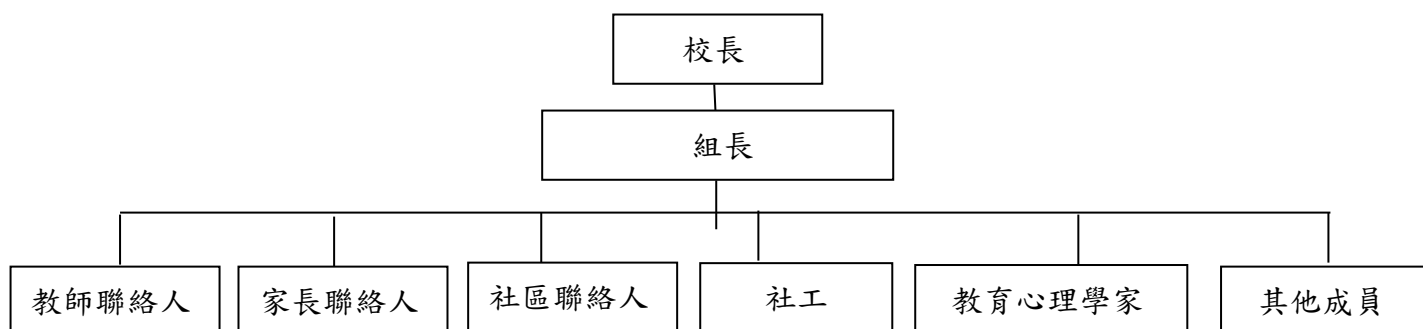 校長
組長
教師聯絡人
家長聯絡人
社區聯絡人
社工
教育心理學家
其他成員